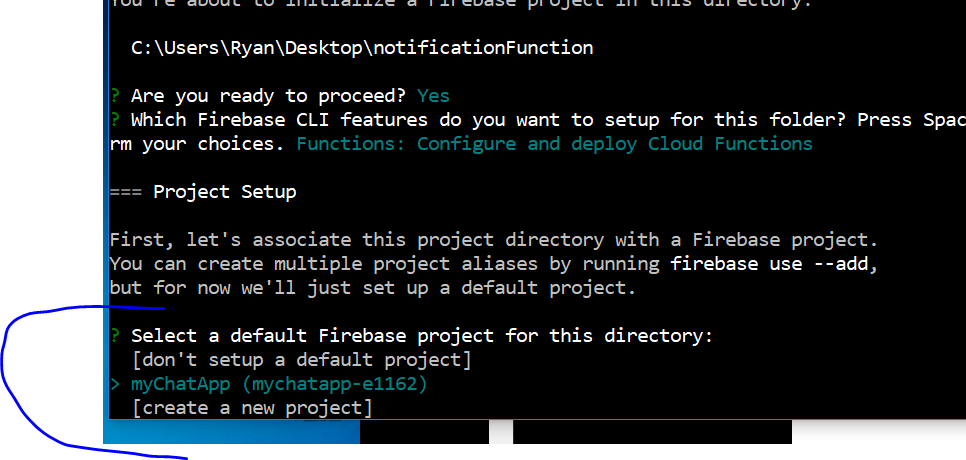 You're about to initialize a Firebase project in this directory:
C:\Users\Ryan\Desktop\notificationFunction
? Are you ready to proceed? Yes
? Which Firebase CLI features do you want to setup for this folder? Press Spac
rm your choices. Functions: Configure and deploy Cloud Functions
=== Project Setup
First, let's associate this project directory with a Firebase project.
You can create multiple project aliases by running firebase use --add,
but for now we'll just set up a default project.
? Select a default Firebase project for this directory:
[don't setup a default project]
> myChatApp (mychatapp-e1162)
[create a new project]